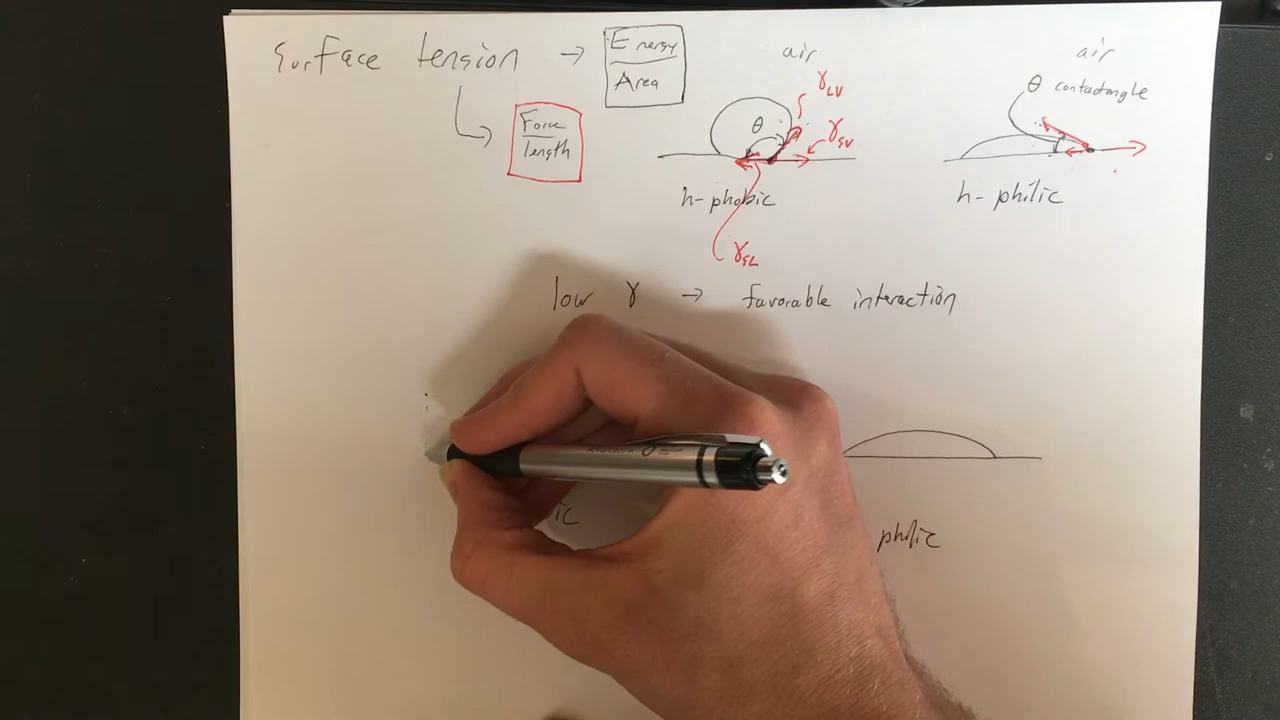 Surface tension → Energy / Area
Force / length
air
θ
γLV
γSV
h-phobic
γSL
air
θ contact angle
h-philic
low γ → favorable interaction
philic